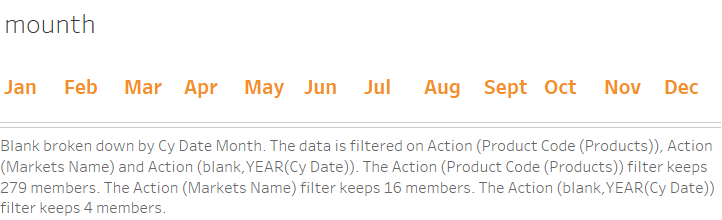 mounth
Jan Feb Mar Apr May Jun Jul Aug Sept Oct Nov Dec
Blank broken down by Cy Date Month. The data is filtered on Action (Product Code (Products)), Action
(Markets Name) and Action (blank,YEAR(Cy Date)). The Action (Product Code (Products)) filter keeps
279 members. The Action (Markets Name) filter keeps 16 members. The Action (blank,YEAR(Cy Date))
filter keeps 4 members.